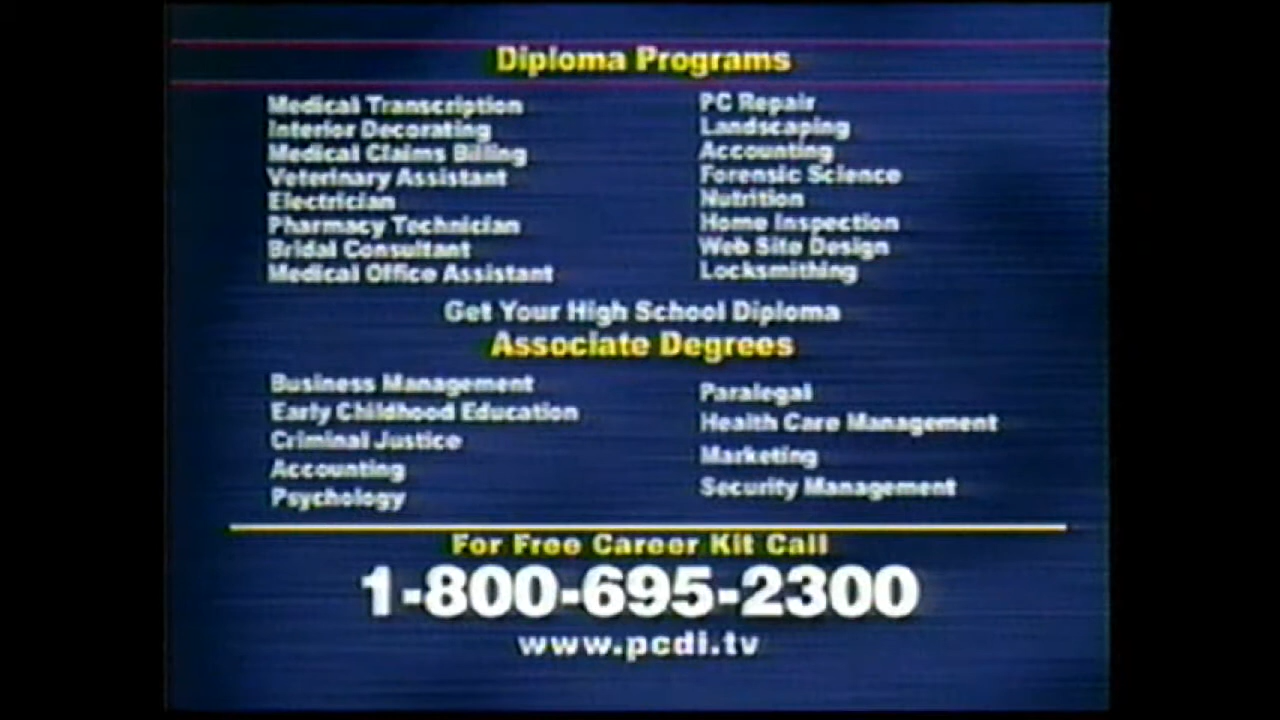 Diploma Programs
Medical Transcription
Interior Decorating
Medical Claims Billing
Veterinary Assistant
Electrician
Pharmacy Technician
Bridal Consultant
Medical Office Assistant
PC Repair
Landscaping
Accounting
Forensic Science
Nutrition
Home Inspection
Web Site Design
Locksmithing
Get Your High School Diploma
Associate Degrees
Business Management
Early Childhood Education
Criminal Justice
Accounting
Psychology
Paralegal
Health Care Management
Marketing
Security Management
For Free Career Kit Call
1-800-695-2300
www.pcdi.tv